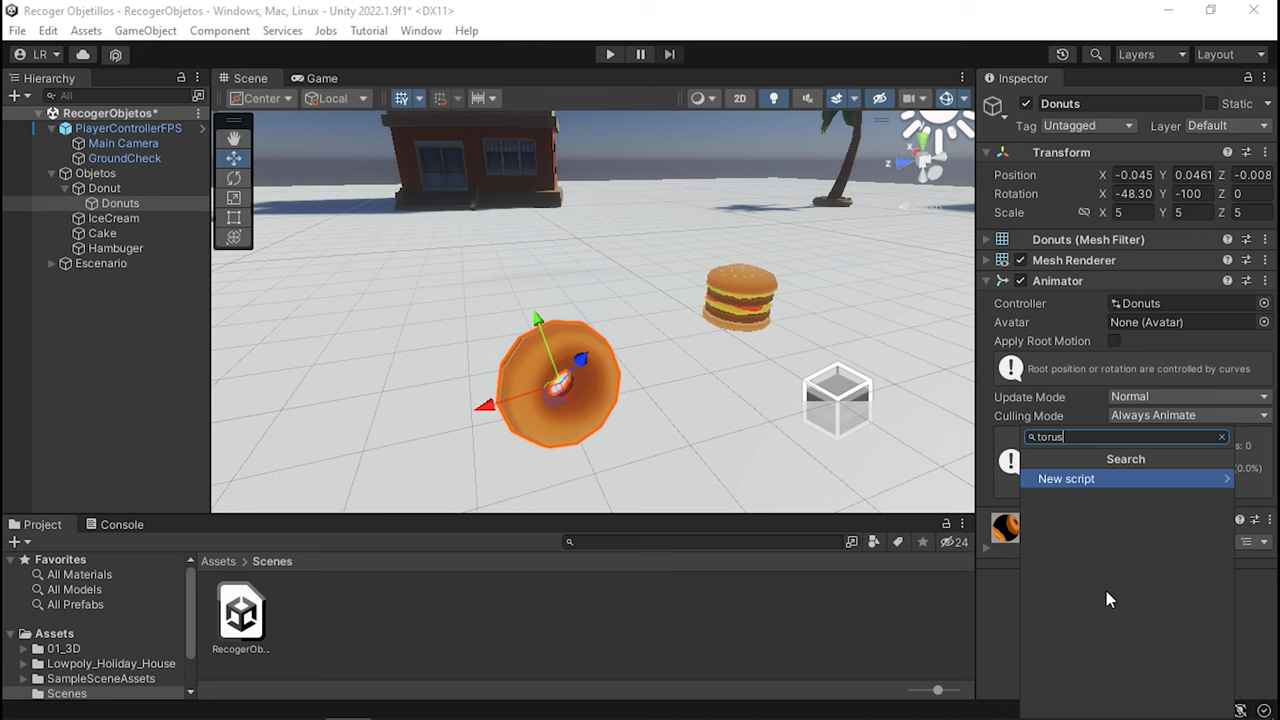 Recoger Objetillos - RecogerObjetos - Windows, Mac, Linux - Unity 2022.1.9f1* <DX11>
File Edit Assets GameObject Component Services Jobs Tutorial Window Help
LR Layers Layout
Hierarchy Scene Game Inspector
All Center Local 2D Donuts Static
RecogerObjetos* Tag Untagged Layer Default
PlayerControllerFPS
Main Camera Transform
GroundCheck
Objetos Position X -0.045 Y 0.0461 Z -0.008
Donut Rotation X -48.30 Y -100 Z 0
Donuts Scale X 5 Y 5 Z 5
IceCream
Cake Donuts (Mesh Filter)
Hambuger Mesh Renderer
Escenario Animator
Controller Donuts
Avatar None (Avatar)
Apply Root Motion
Root position or rotation are controlled by curves
Update Mode Normal
Culling Mode Always Animate
torus s: 0
Search
(0.0%)
New script
x
z
Project Console
24
Favorites Assets > Scenes
All Materials
All Models
All Prefabs
Assets
01_3D RecogerOb...
Lowpoly_Holiday_House
SampleSceneAssets
Scenes